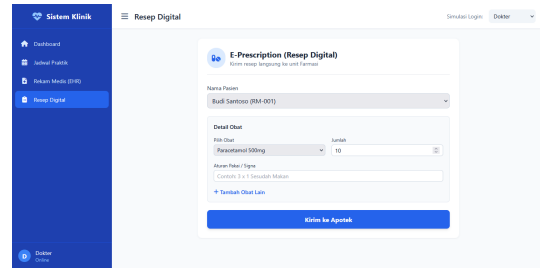 Sistem Klinik
Resep Digital
Simulasi Login:
Dokter
Dashboard
Jadwal Praktik
Rekam Medis (EHR)
Resep Digital
E-Prescription (Resep Digital)
Kirim resep langsung ke unit Farmasi
Nama Pasien
Budi Santoso (RM-001)
Detail Obat
Pilih Obat
Jumlah
Paracetamol 500mg
10
Aturan Pakai / Signa
Contoh: 3 x 1 Sesudah Makan
+ Tambah Obat Lain
Kirim ke Apotek
D
Dokter
Online